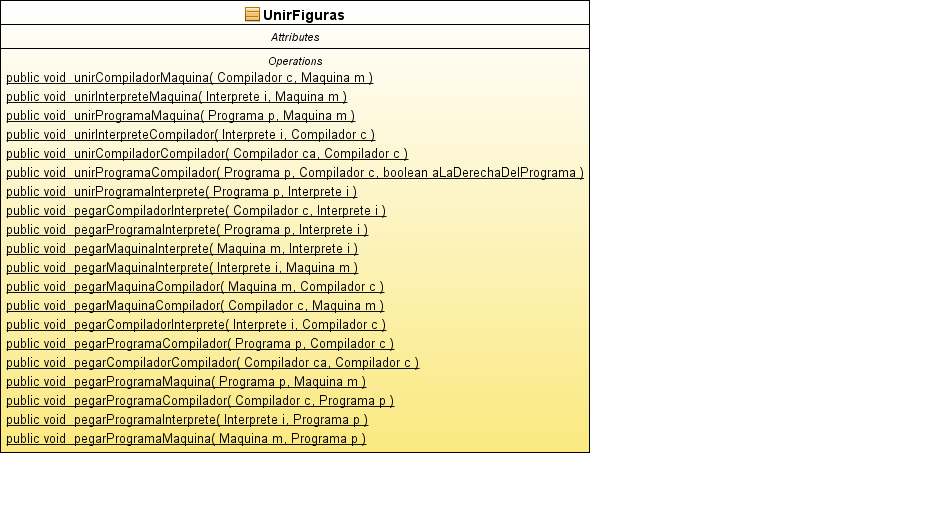 UnirFiguras
Attributes
Operations
public void unirCompiladorMaquina( Compilador c, Maquina m )
public void unirInterpreteMaquina( Interprete i, Maquina m )
public void unirProgramaMaquina( Programa p, Maquina m )
public void unirInterpreteCompilador( Interprete i, Compilador c )
public void unirCompiladorCompilador( Compilador ca, Compilador c )
public void unirProgramaCompilador( Programa p, Compilador c, boolean aLaDerechaDelPrograma )
public void unirProgramaInterprete( Programa p, Interprete i )
public void pegarCompiladorInterprete( Compilador c, Interprete i )
public void pegarProgramaInterprete( Programa p, Interprete i )
public void pegarMaquinaInterprete( Maquina m, Interprete i )
public void pegarMaquinaInterprete( Interprete i, Maquina m )
public void pegarMaquinaCompilador( Maquina m, Compilador c )
public void pegarMaquinaCompilador( Compilador c, Maquina m )
public void pegarCompiladorInterprete( Interprete i, Compilador c )
public void pegarProgramaCompilador( Programa p, Compilador c )
public void pegarCompiladorCompilador( Compilador ca, Compilador c )
public void pegarProgramaMaquina( Programa p, Maquina m )
public void pegarProgramaCompilador( Compilador c, Programa p )
public void pegarProgramaInterprete( Interprete i, Programa p )
public void pegarProgramaMaquina( Maquina m, Programa p )